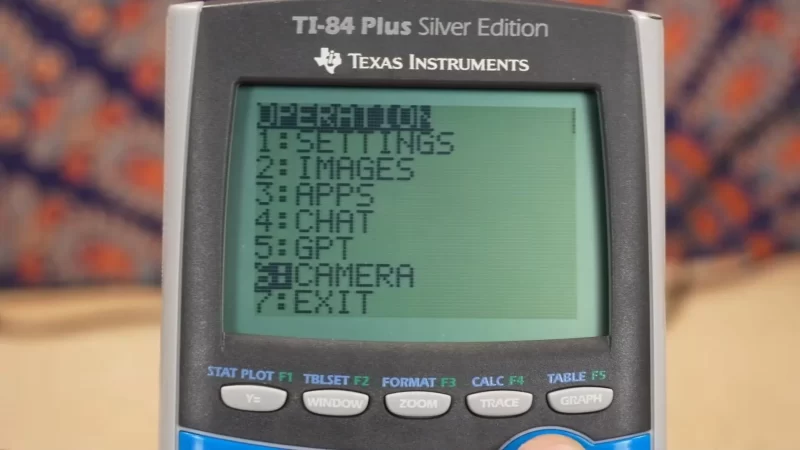 TI-84 Plus Silver Edition
TEXAS INSTRUMENTS
OPERATION
1:SETTINGS
2:IMAGES
3:APPS
4:CHAT
5:GPT
6:CAMERA
7:EXIT
STAT PLOT F1 TBLSET F2 FORMAT F3 CALC F4 TABLE F5
Y= WINDOW ZOOM TRACE GRAPH